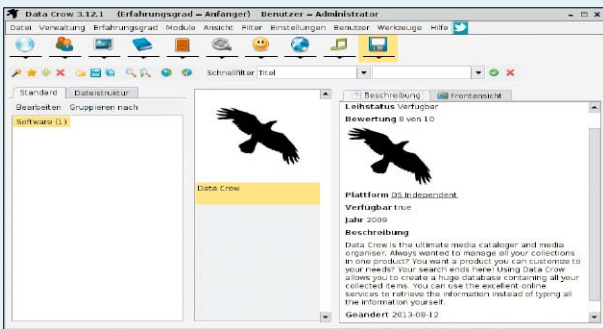 Data Crow 3.12.1 (Erfahrungsgrad - Anfänger) Benutzer - Administrator
Datei Verwaltung Erfahrungsgrad Module Ansicht Filter Einstellungen Benutzer Werkzeuge Hilfe
Schnellfilter Titel
Standard Dateistruktur
Bearbeiten Gruppieren nach
Software (1)
Data Crow
Beschreibung Frontansicht
Leihstatus Verfügbar
Bewertung 8 von 10
Plattform OS Independent
Verfügbar true
Jahr 2009
Beschreibung
Data Crow is the ultimate media cataloger and media
organiser. Always wanted to manage all your collections
in one product? You want a product you can customize to
your needs? Your search ends here! Using Data Crow
allows you to create a huge database containing all your
collected items. You can use the excellent online
services to retrieve the information instead of typing all
the information yourself.
Geändert 2013-08-12